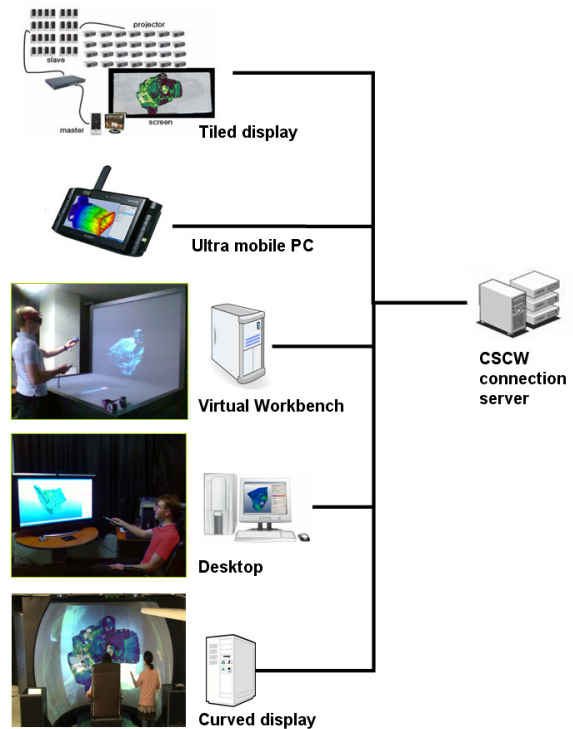 projector
slave
master
screen
Tiled display
Ultra mobile PC
Virtual Workbench
Desktop
Curved display
CSCW
connection
server